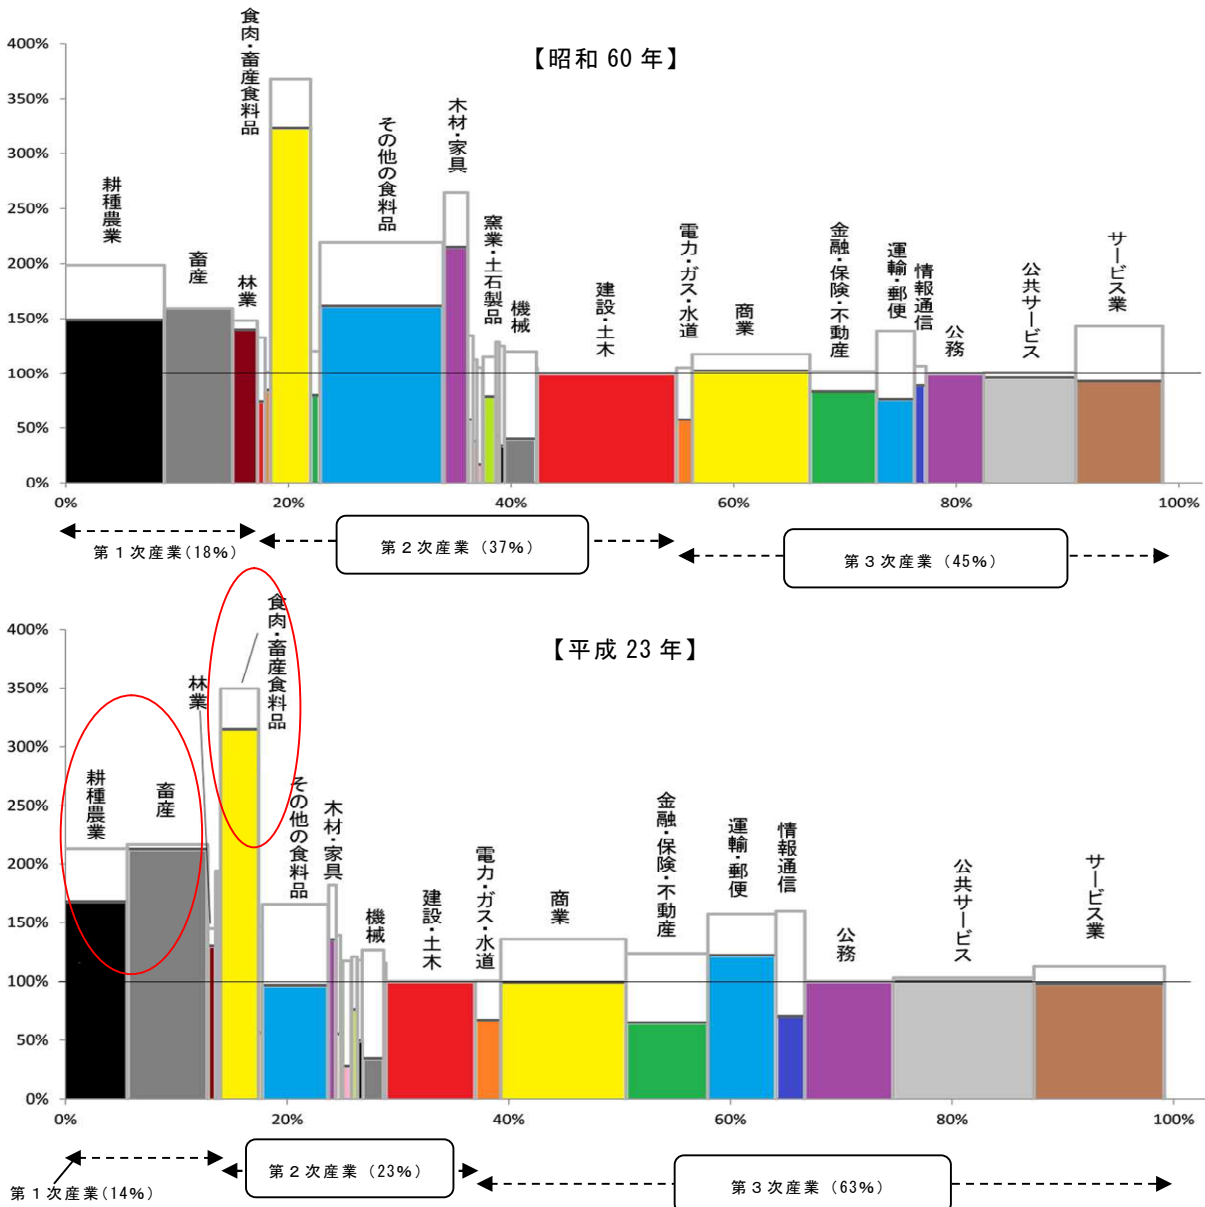 【昭和 60 年】
400%
350%
300%
250%
200%
150%
100%
50%
0%
耕種農業
畜産
林業
食肉・畜産食料品
その他の食料品
木材・家具
窯業・土石製品
機械
建設・土木
電力・ガス・水道
商業
金融・保険・不動産
運輸・郵便
情報通信
公務
公共サービス
サービス業
0%
20%
40%
60%
80%
100%
第１次産業(18%)
第２次産業（37%）
第３次産業（45%）
【平成 23 年】
400%
350%
300%
250%
200%
150%
100%
50%
0%
耕種農業
畜産
林業
食肉・畜産食料品
その他の食料品
木材・家具
機械
建設・土木
電力・ガス・水道
商業
金融・保険・不動産
運輸・郵便
情報通信
公務
公共サービス
サービス業
0%
20%
40%
60%
80%
100%
第１次産業(14%)
第２次産業（23%）
第３次産業（63%）